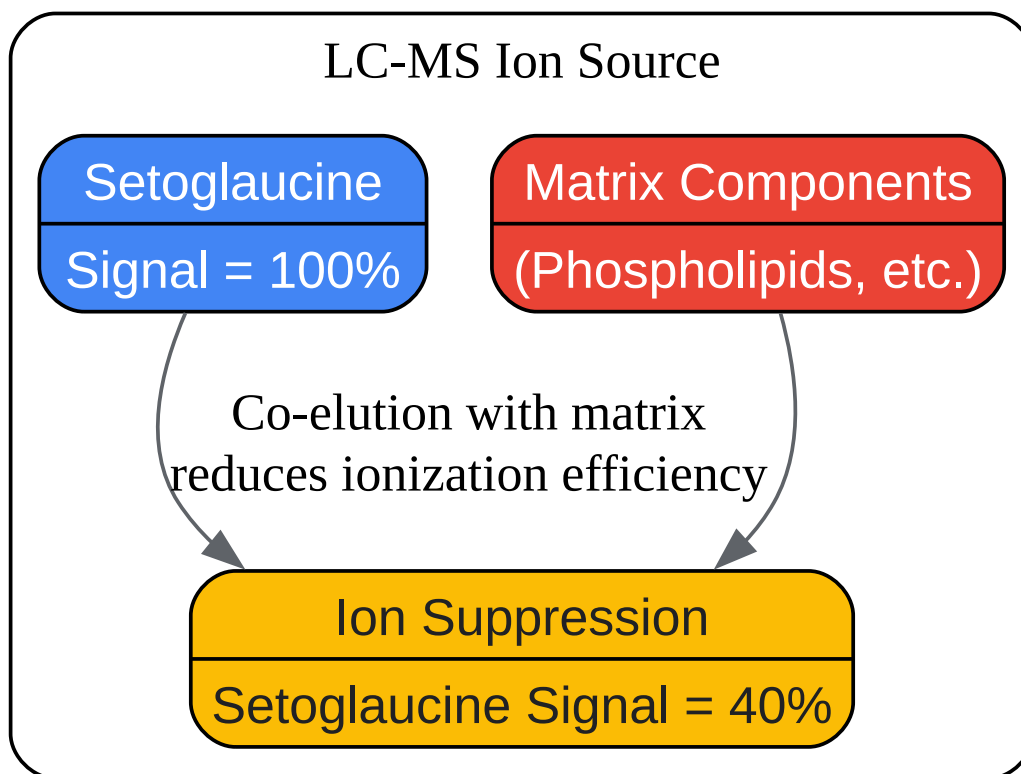 LC-MS Ion Source
Setoglaucine
Signal = 100%
Matrix Components
(Phospholipids, etc.)
Co-elution with matrix
reduces ionization efficiency
Ion Suppression
Setoglaucine Signal = 40%